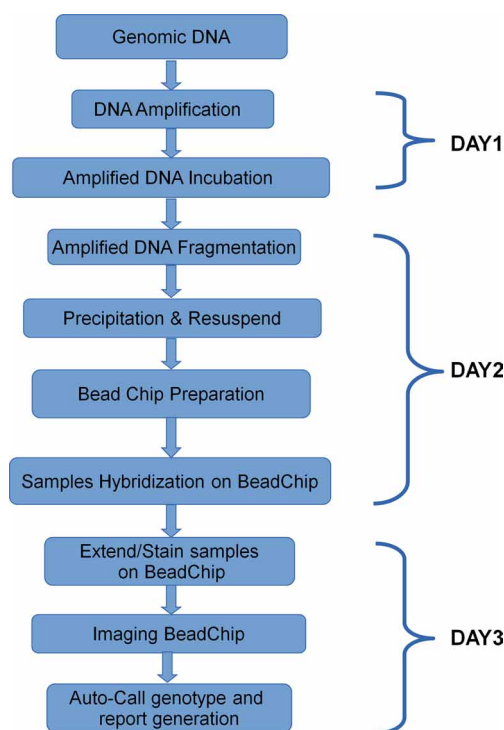 Genomic DNA
DNA Amplification
DAY1
Amplified DNA Incubation
Amplified DNA Fragmentation
Precipitation & Resuspend
DAY2
Bead Chip Preparation
Samples Hybridization on BeadChip
Extend/Stain samples
on BeadChip
Imaging BeadChip
DAY3
Auto-Call genotype and
report generation